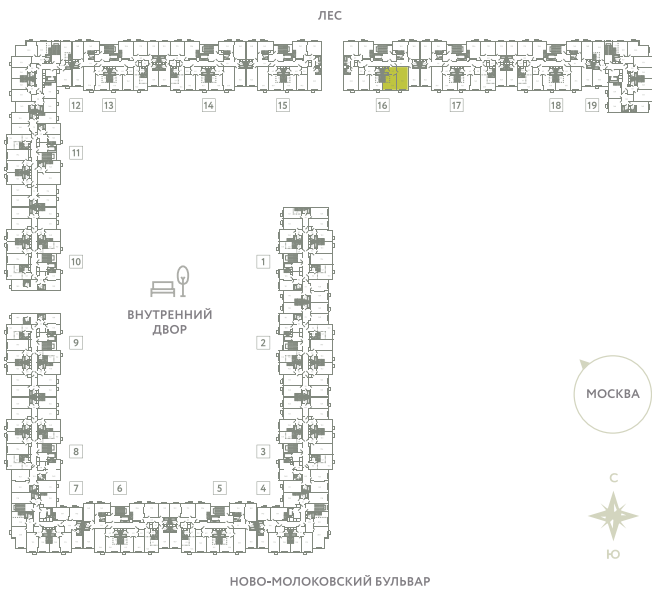 ЛЕС
12 13 14 15 16 17 18 19
11
10 1
ВНУТРЕННИЙ
ДВОР
9 2
МОСКВА
8 3
7 6 5 4
С
Ю
НОВО-МОЛОКОВСКИЙ БУЛЬВАР